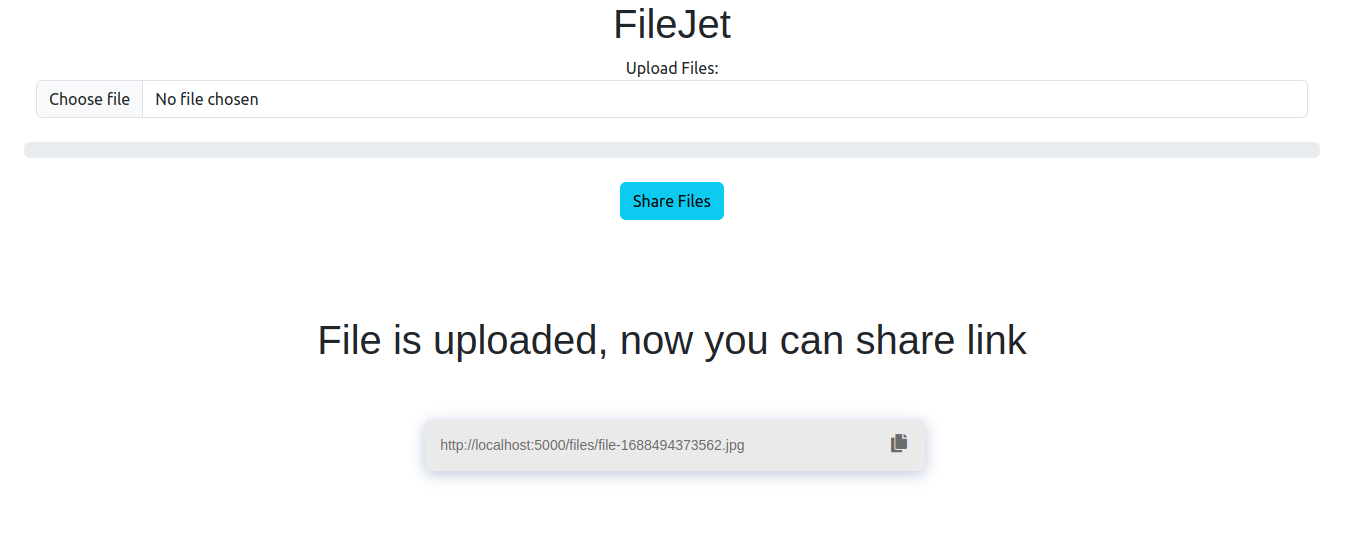 FileJet
Upload Files:
Choose file No file chosen
Share Files
File is uploaded, now you can share link
http://localhost:5000/files/file-1688494373562.jpg